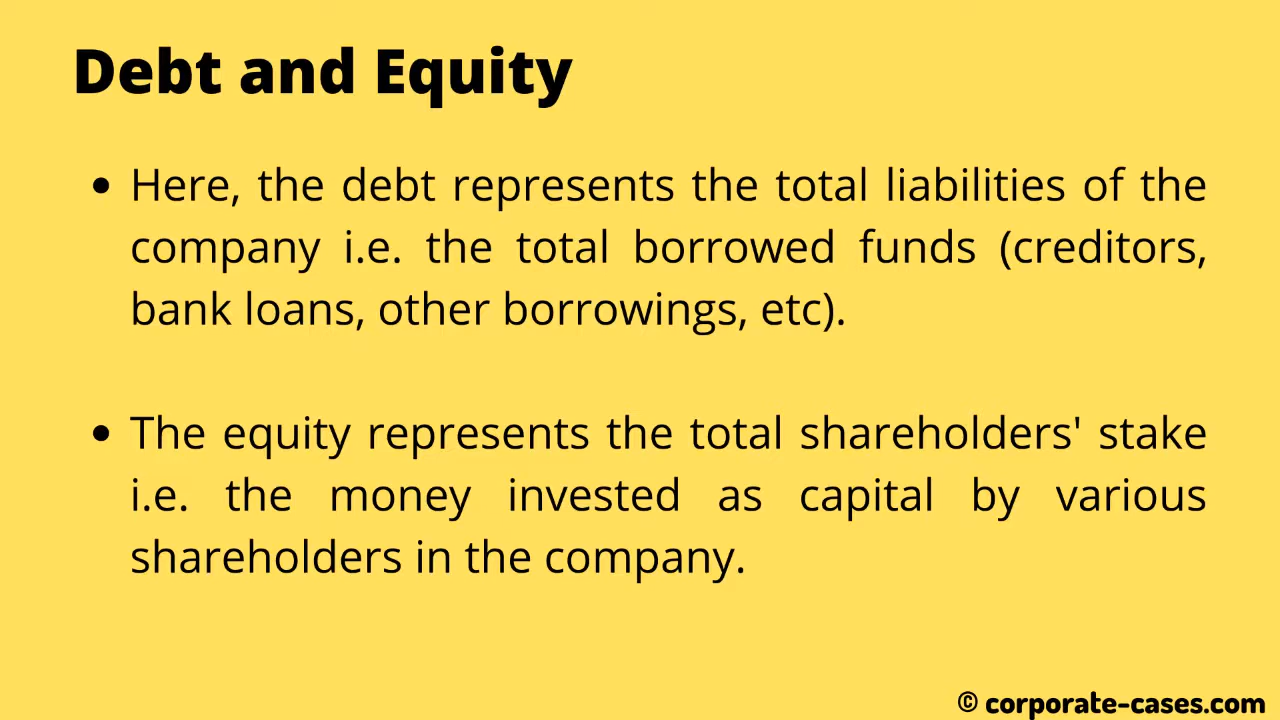 Debt and Equity
• Here, the debt represents the total liabilities of the
company i.e. the total borrowed funds (creditors,
bank loans, other borrowings, etc).
• The equity represents the total shareholders' stake
i.e. the money invested as capital by various
shareholders in the company.
© corporate-cases.com